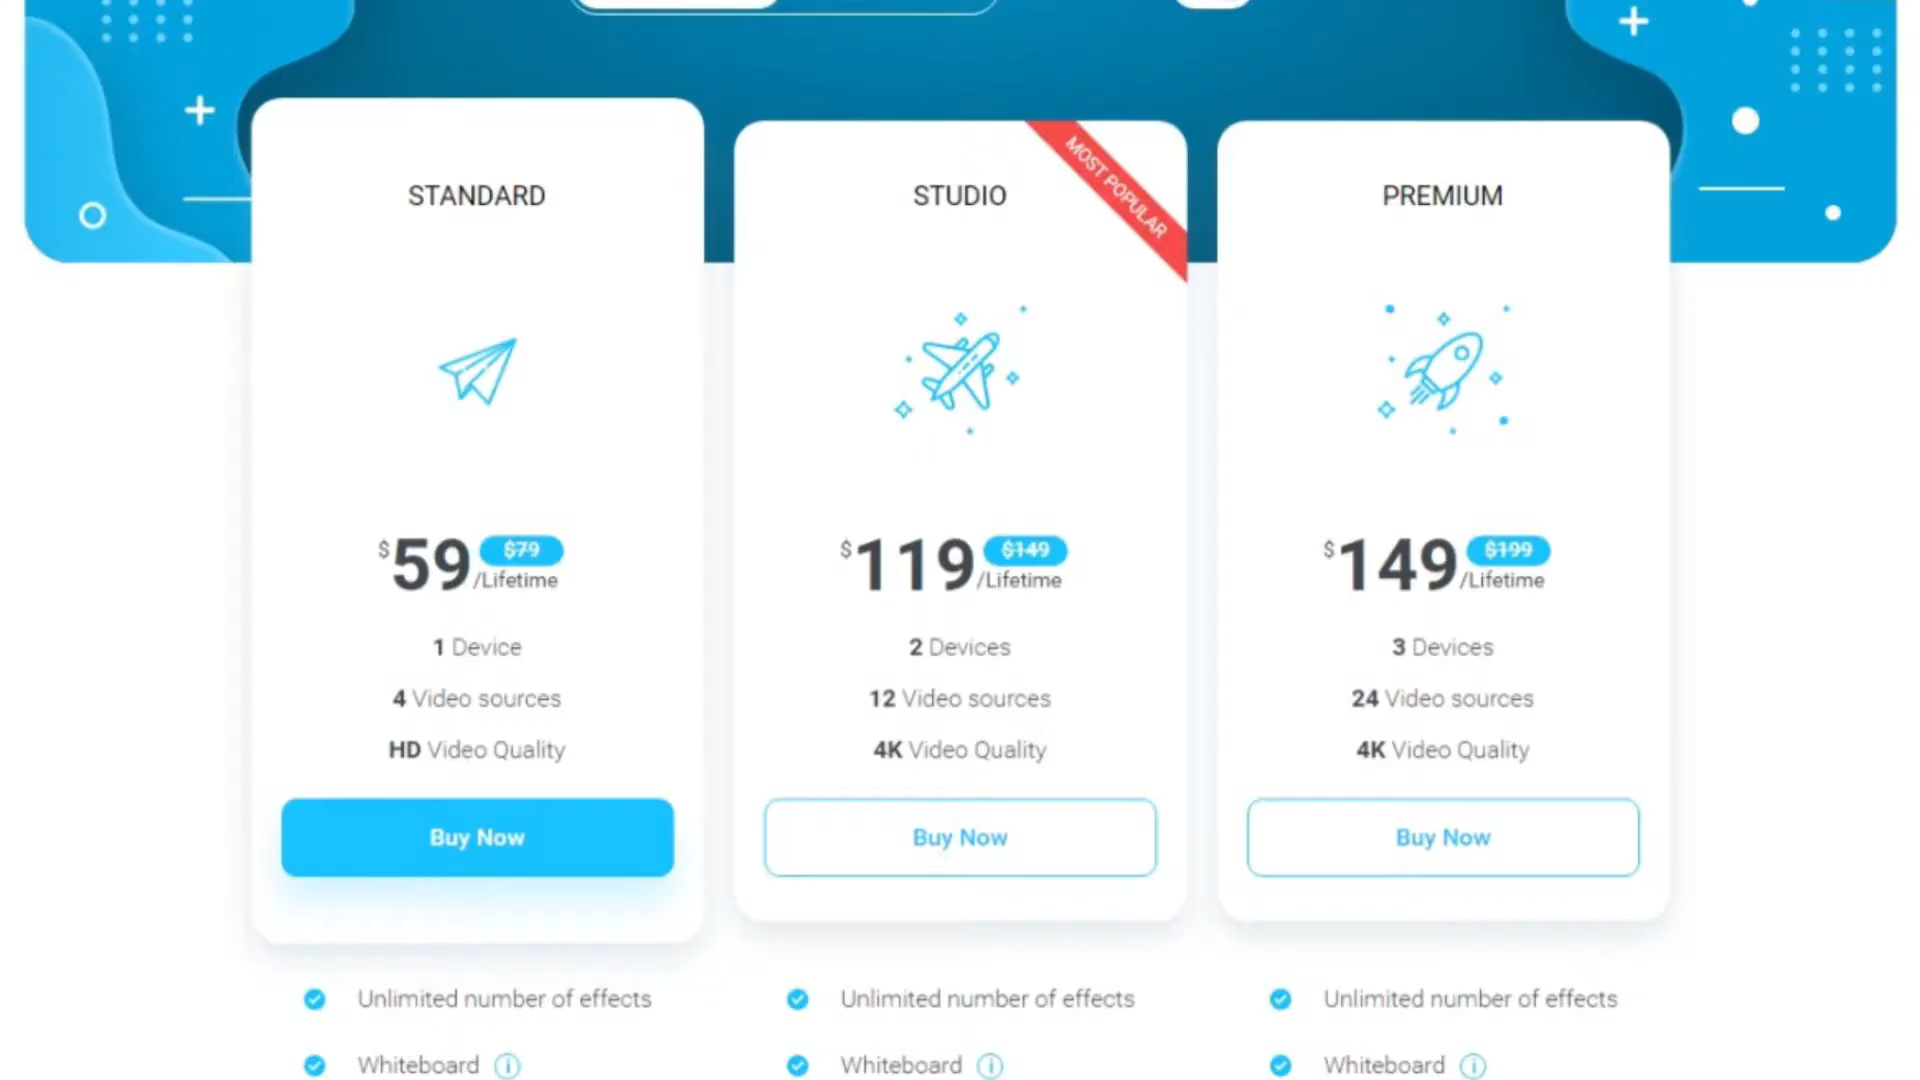 STANDARD
$59 $79
/Lifetime
1 Device
4 Video sources
HD Video Quality
Buy Now
Unlimited number of effects
Whiteboard
MOST POPULAR
STUDIO
$119 $149
/Lifetime
2 Devices
12 Video sources
4K Video Quality
Buy Now
Unlimited number of effects
Whiteboard
PREMIUM
$149 $199
/Lifetime
3 Devices
24 Video sources
4K Video Quality
Buy Now
Unlimited number of effects
Whiteboard